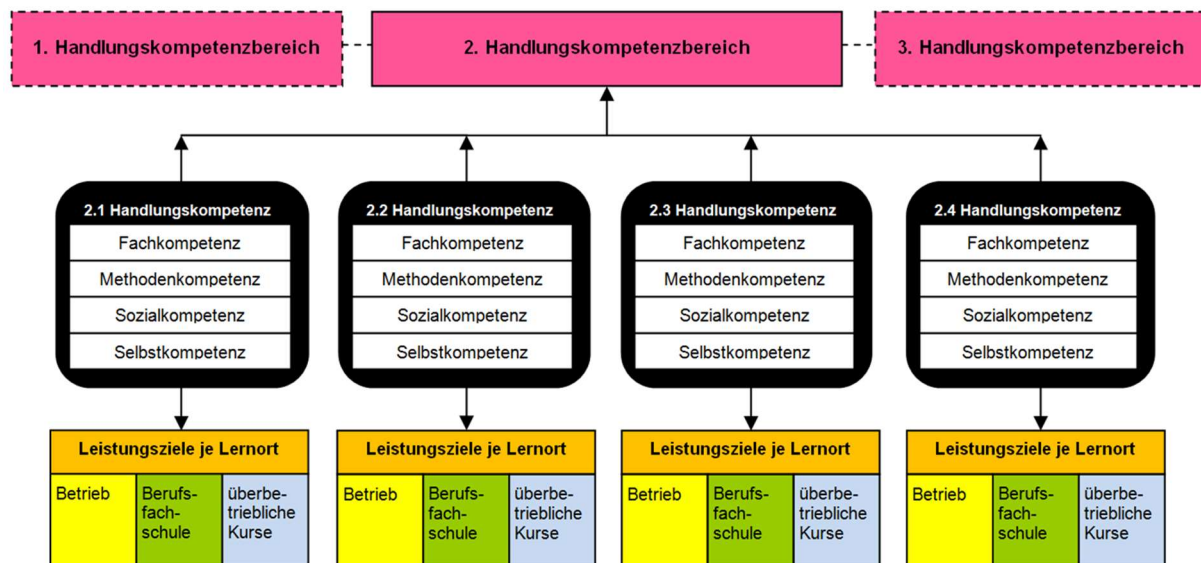 1. Handlungskompetenzbereich
2. Handlungskompetenzbereich
3. Handlungskompetenzbereich
2.1 Handlungskompetenz
Fachkompetenz
Methodenkompetenz
Sozialkompetenz
Selbstkompetenz
2.2 Handlungskompetenz
Fachkompetenz
Methodenkompetenz
Sozialkompetenz
Selbstkompetenz
2.3 Handlungskompetenz
Fachkompetenz
Methodenkompetenz
Sozialkompetenz
Selbstkompetenz
2.4 Handlungskompetenz
Fachkompetenz
Methodenkompetenz
Sozialkompetenz
Selbstkompetenz
Leistungsziele je Lernort
Betrieb
Berufs-
fach-
schule
überbe-
triebliche
Kurse
Leistungsziele je Lernort
Betrieb
Berufs-
fach-
schule
überbe-
triebliche
Kurse
Leistungsziele je Lernort
Betrieb
Berufs-
fach-
schule
überbe-
triebliche
Kurse
Leistungsziele je Lernort
Betrieb
Berufs-
fach-
schule
überbe-
triebliche
Kurse